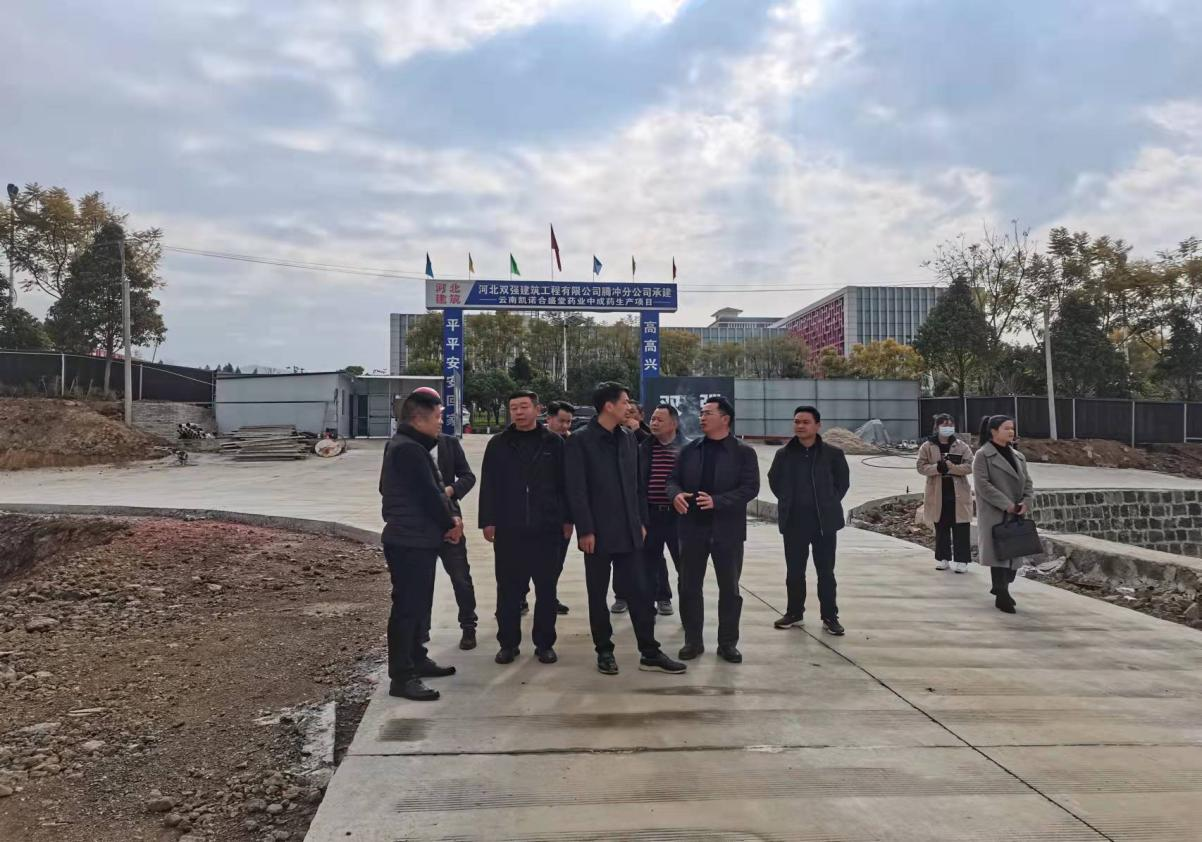 河北
建筑
河北双强建筑工程有限公司腾冲分公司承建
云南凯诺合盛堂药业中成药生产项目
平平安安回家
高高兴